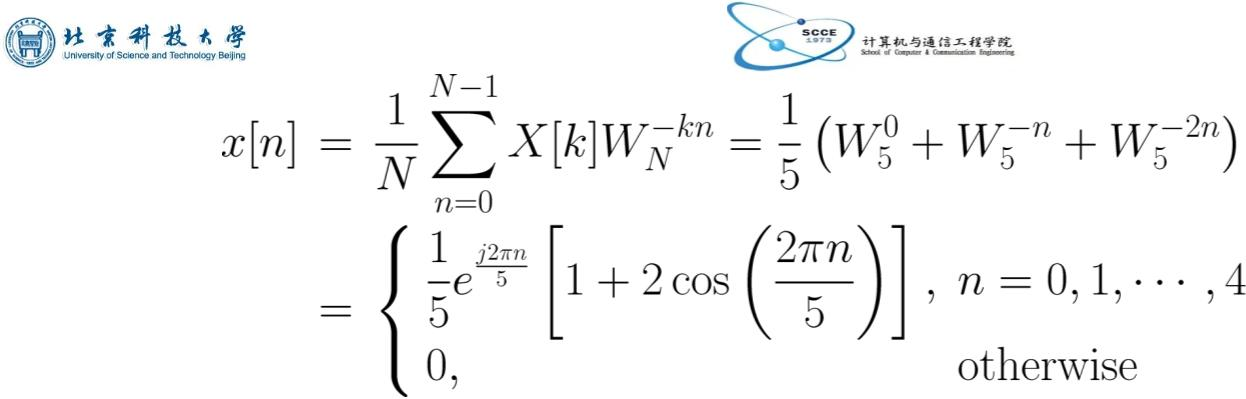 北京科技大学
University of Science and Technology Beijing
SCCE
1973
计算机与通信工程学院
School of Computer & Communication Engineering
x[n] = \frac{1}{N} \sum_{n=0}^{N-1} X[k] W_N^{-kn} = \frac{1}{5} \left( W_5^0 + W_5^{-n} + W_5^{-2n} \right)
= \begin{cases} \frac{1}{5} e^{\frac{j2\pi n}{5}} \left[ 1 + 2\cos\left( \frac{2\pi n}{5} \right) \right], & n = 0, 1, \cdots, 4 \\ 0, & \text{otherwise} \end{cases}